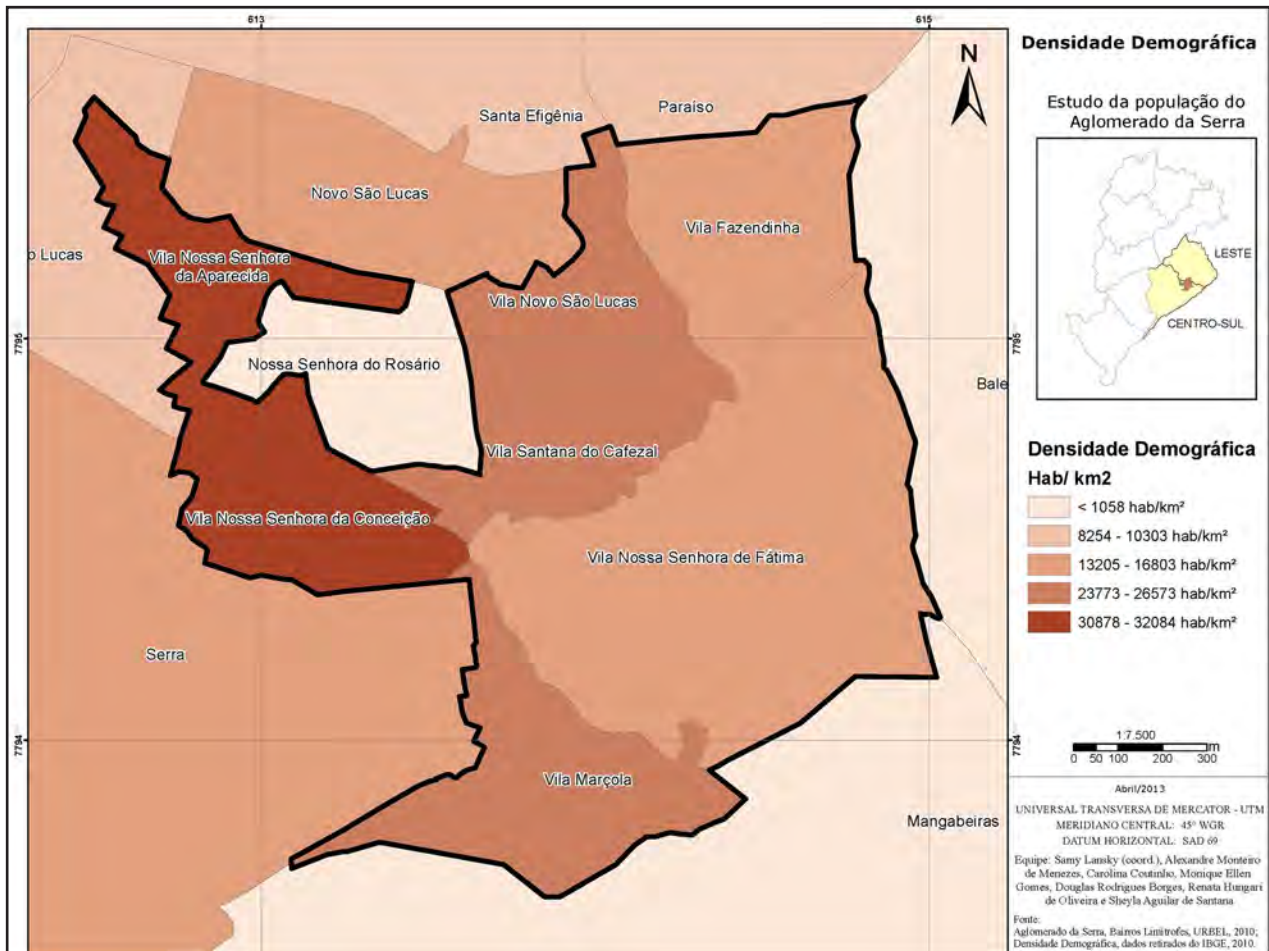 613
615
N
Santa Efigênia
Paraíso
Novo São Lucas
Vila Fazendinha
o Lucas
Vila Nossa Senhora
da Aparecida
Vila Novo São Lucas
7795
7795
Nossa Senhora do Rosário
Bale
Vila Santana do Cafezal
Vila Nossa Senhora da Conceição
Vila Nossa Senhora de Fátima
Serra
7794
7794
Vila Marçola
Mangabeiras
Densidade Demográfica
Estudo da população do
Aglomerado da Serra
LESTE
CENTRO-SUL
Densidade Demográfica
Hab/ km2
< 1058 hab/km²
8254 - 10303 hab/km²
13205 - 16803 hab/km²
23773 - 26573 hab/km²
30878 - 32084 hab/km²
1:7.500
0 50 100 200 300 m
Abril/2013
UNIVERSAL TRANSVERSA DE MERCATOR - UTM
MERIDIANO CENTRAL: 45º WGR
DATUM HORIZONTAL: SAD 69
Equipe: Samy Lansky (coord.), Alexandre Monteiro
de Menezes, Carolina Coutinho, Monique Ellen
Gomes, Douglas Rodrigues Borges, Renata Hungari
de Oliveira e Sheyla Aguilar de Santana
Fonte:
Aglomerado da Serra, Bairros Limítrofes, URBEL, 2010;
Densidade Demográfica, dados retirados do IBGE, 2010.